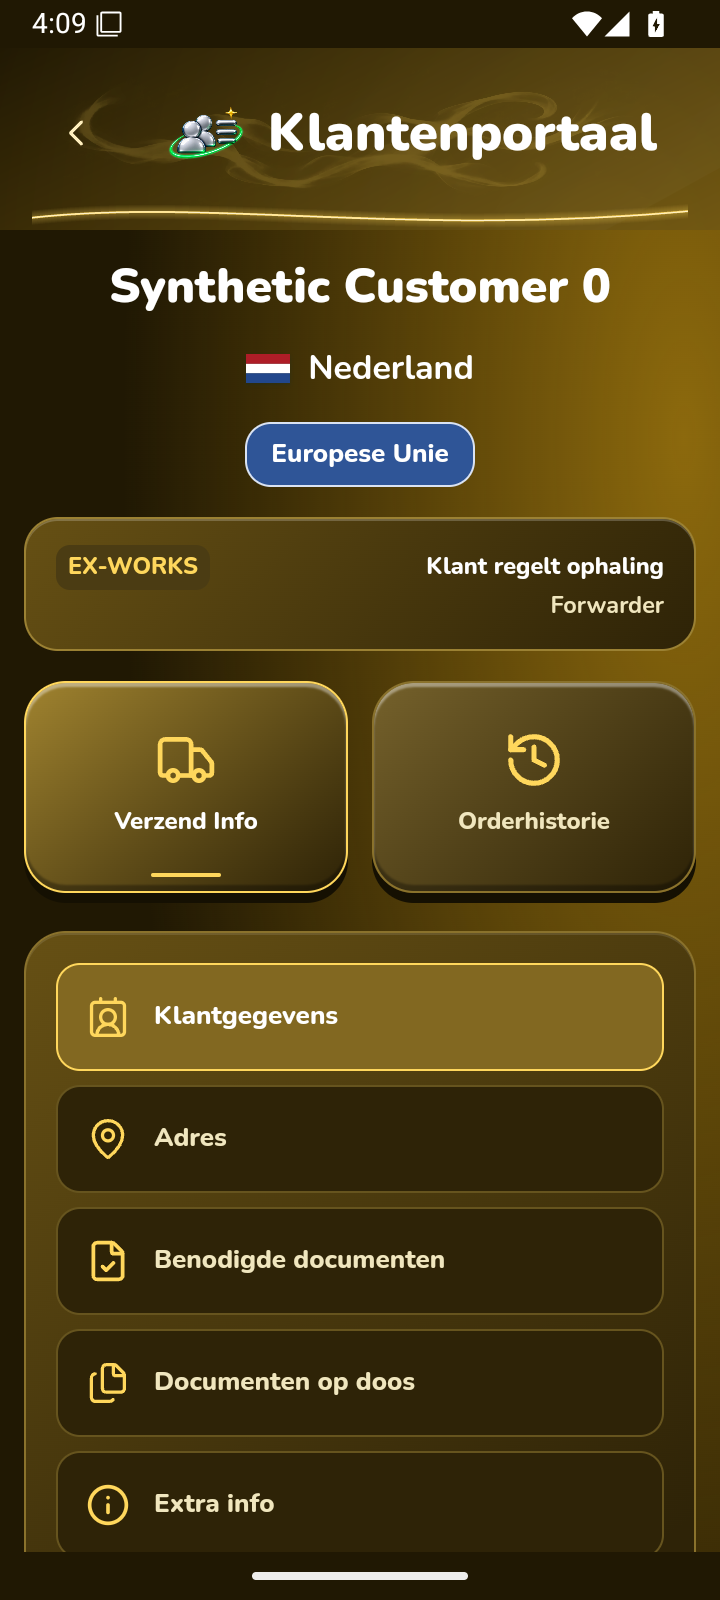 4:09
Klantenportaal
Synthetic Customer 0
Nederland
Europese Unie
EX-WORKS
Klant regelt ophaling
Forwarder
Verzend Info
Orderhistorie
Klantgegevens
Adres
Benodigde documenten
Documenten op doos
Extra info